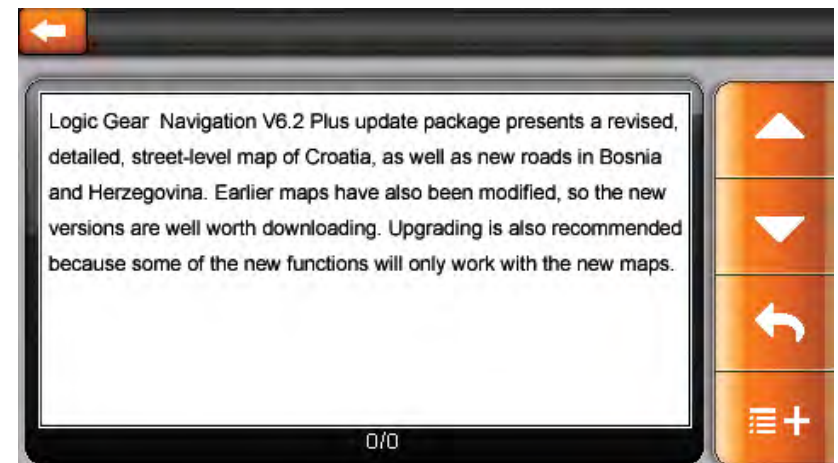 Logic Gear Navigation V6.2 Plus update package presents a revised,
detailed, street-level map of Croatia, as well as new roads in Bosnia
and Herzegovina. Earlier maps have also been modified, so the new
versions are well worth downloading. Upgrading is also recommended
because some of the new functions will only work with the new maps.
0/0